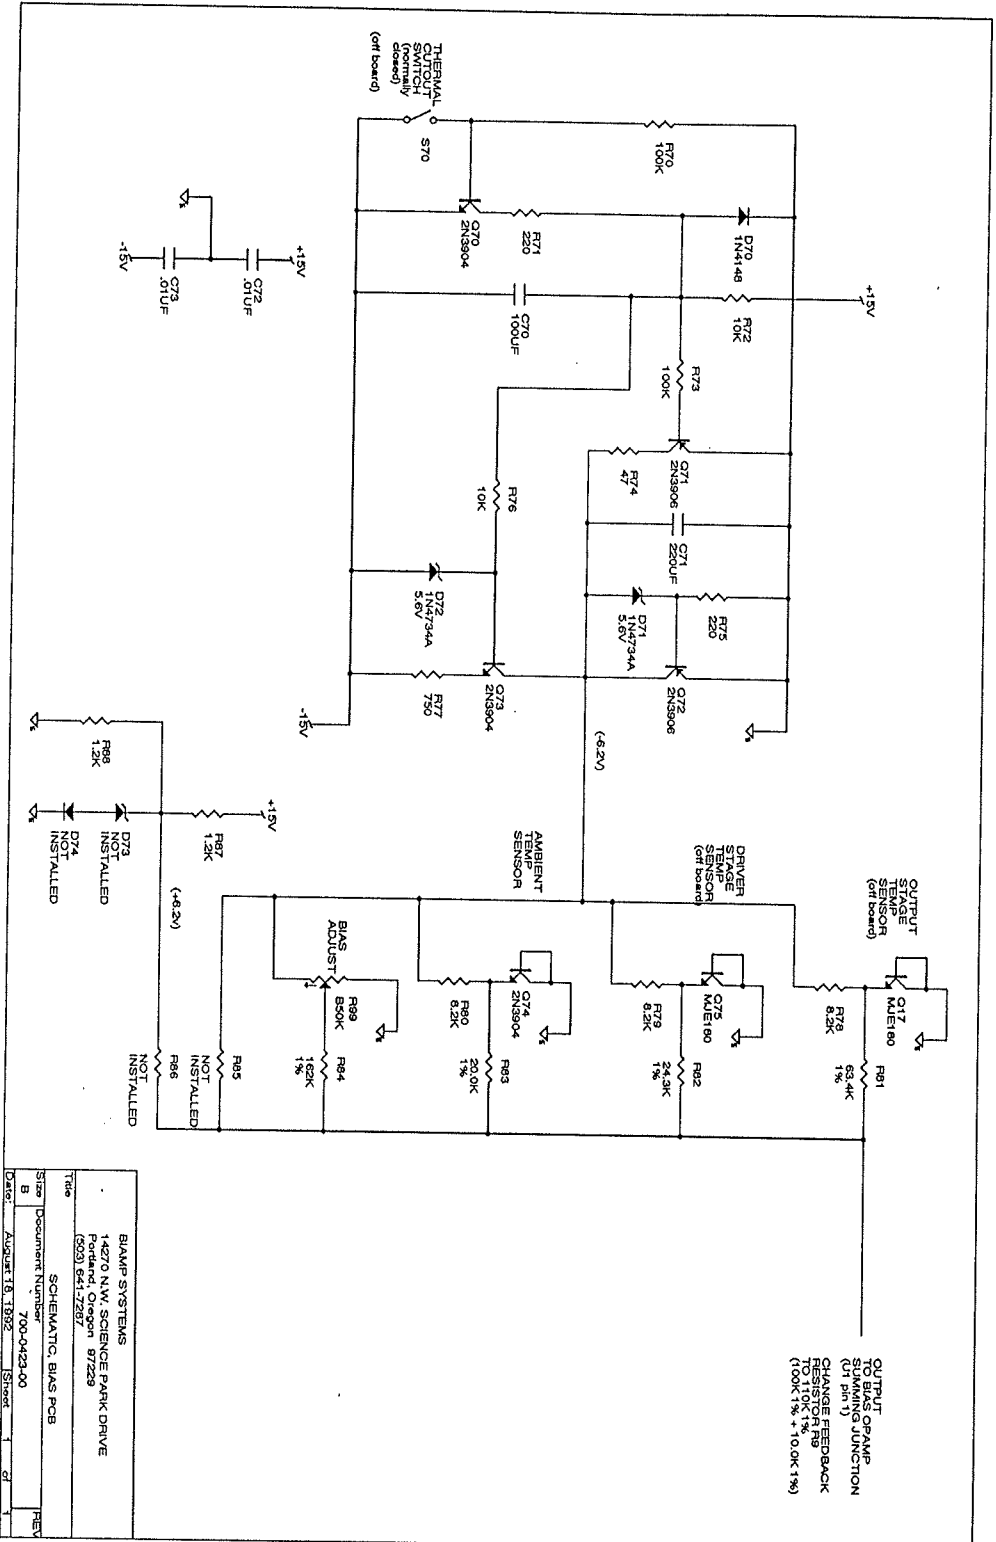 THERMAL
CUTOUT
SWITCH
(normally
closed)
(off board)
S70
R70
100K
Q70
2N3904
R71
220
D70
1N4148
+15V
R72
10K
C70
100UF
R73
100K
Q71
2N3906
R74
47
C71
220UF
R75
220
D71
1N4734A
5.6V
Q72
2N3906
R76
10K
D72
1N4734A
5.6V
Q73
2N3904
R77
750
-15V
(-6.2V)
+15V
C72
.01UF
C73
.01UF
-15V
OUTPUT
STAGE
TEMP
SENSOR
(off board)
Q17
MJE180
R78
8.2K
R81
63.4K
1%
DRIVER
STAGE
TEMP
SENSOR
(off board)
Q75
MJE180
R79
8.2K
R82
24.3K
1%
AMBIENT
TEMP
SENSOR
Q74
2N3904
R80
8.2K
R83
20.0K
1%
BIAS
ADJUST
R99
B50K
R84
162K
1%
R85
NOT
INSTALLED
R86
NOT
INSTALLED
+15V
R87
1.2K
(+6.2V)
R88
1.2K
D73
NOT
INSTALLED
D74
NOT
INSTALLED
OUTPUT
TO BIAS OPAMP
SUMMING JUNCTION
(U1 pin 1)
CHANGE FEEDBACK
RESISTOR R9
TO 110K 1%
(100K 1% + 10.0K 1%)
BIAMP SYSTEMS
14270 N.W. SCIENCE PARK DRIVE
Portland, Oregon 97229
(503) 641-7287
Title
SCHEMATIC, BIAS PCB
Size Document Number REV
B 700-0423-00
Date: August 18, 1992 Sheet 1 of 1